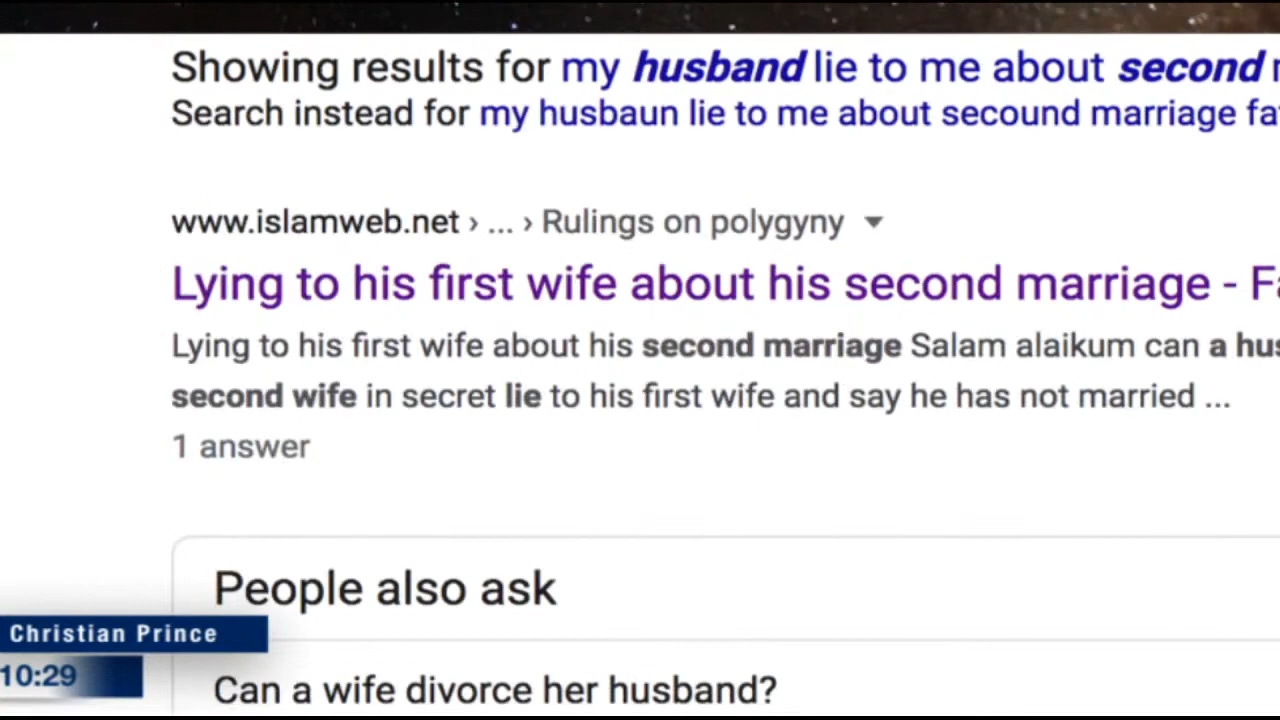 Showing results for my husband lie to me about second
Search instead for my husbaun lie to me about secound marriage fa
www.islamweb.net › ... › Rulings on polygyny
Lying to his first wife about his second marriage - Fa
Lying to his first wife about his second marriage Salam alaikum can a hus
second wife in secret lie to his first wife and say he has not married ...
1 answer
People also ask
Christian Prince
10:29
Can a wife divorce her husband?